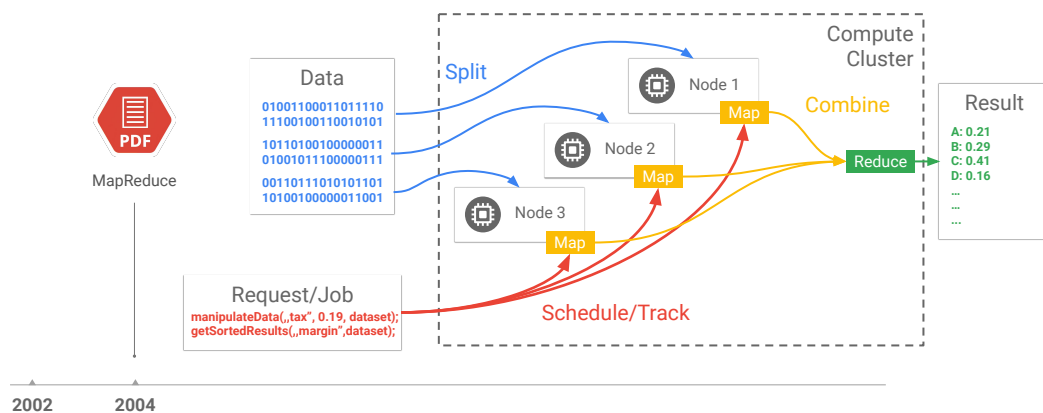 Compute
Cluster
Data
Split
01001100011011110
11100100110010101
10110100100000011
01001011100000111
00110111010101101
10100100000011001
PDF
MapReduce
Node 1
Map
Node 2
Map
Node 3
Map
Combine
Reduce
Result
A: 0.21
B: 0.29
C: 0.41
D: 0.16
...
...
...
Request/Job
manipulateData(„tax”, 0.19, dataset);
getSortedResults(„margin”,dataset);
Schedule/Track
2002
2004